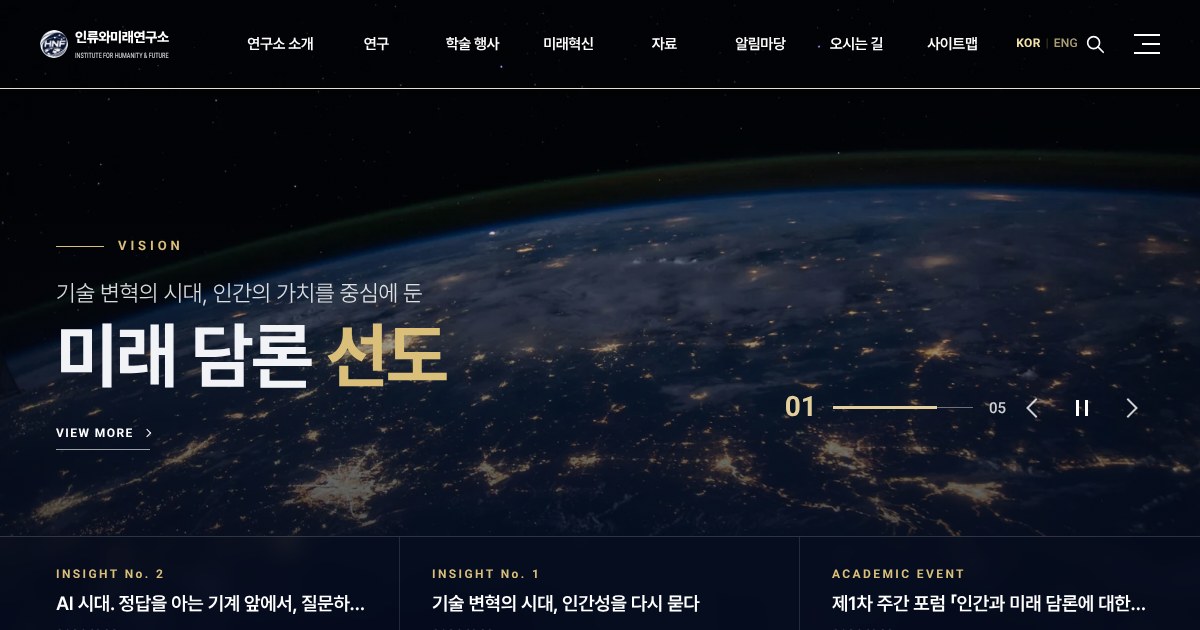 HNF 인류와미래연구소
INSTITUTE FOR HUMANITY & FUTURE
연구소 소개 연구 학술 행사 미래혁신 자료 알림마당 오시는 길 사이트맵 KOR | ENG
VISION
기술 변혁의 시대, 인간의 가치를 중심에 둔
미래 담론 선도
01 05
VIEW MORE
INSIGHT No. 2
AI 시대. 정답을 아는 기계 앞에서, 질문하...
INSIGHT No. 1
기술 변혁의 시대, 인간성을 다시 묻다
ACADEMIC EVENT
제1차 주간 포럼 「인간과 미래 담론에 대한...